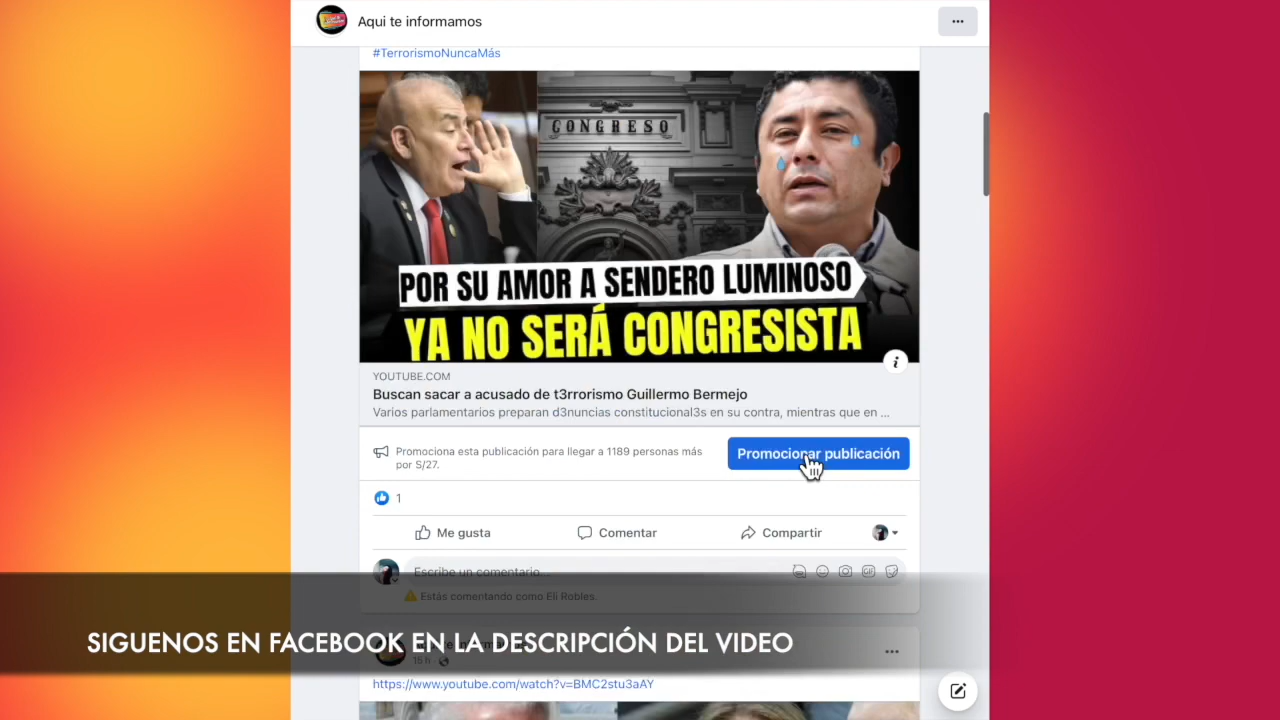 Aqui te informamos
#TerrorismoNuncaMás
CONGRESO
POR SU AMOR A SENDERO LUMINOSO
YA NO SERÁ CONGRESISTA
YOUTUBE.COM
Buscan sacar a acusado de t3rrorismo Guillermo Bermejo
Varios parlamentarios preparan d3nuncias constitucional3s en su contra, mientras que en ...
Promociona esta publicación para llegar a 1189 personas más
por S/27.
Promocionar publicación
1
Me gusta
Comentar
Compartir
Escribe un comentario...
GIF
Estás comentando como Eli Robles.
SIGUENOS EN FACEBOOK EN LA DESCRIPCIÓN DEL VIDEO
15 h
https://www.youtube.com/watch?v=BMC2stu3aAY